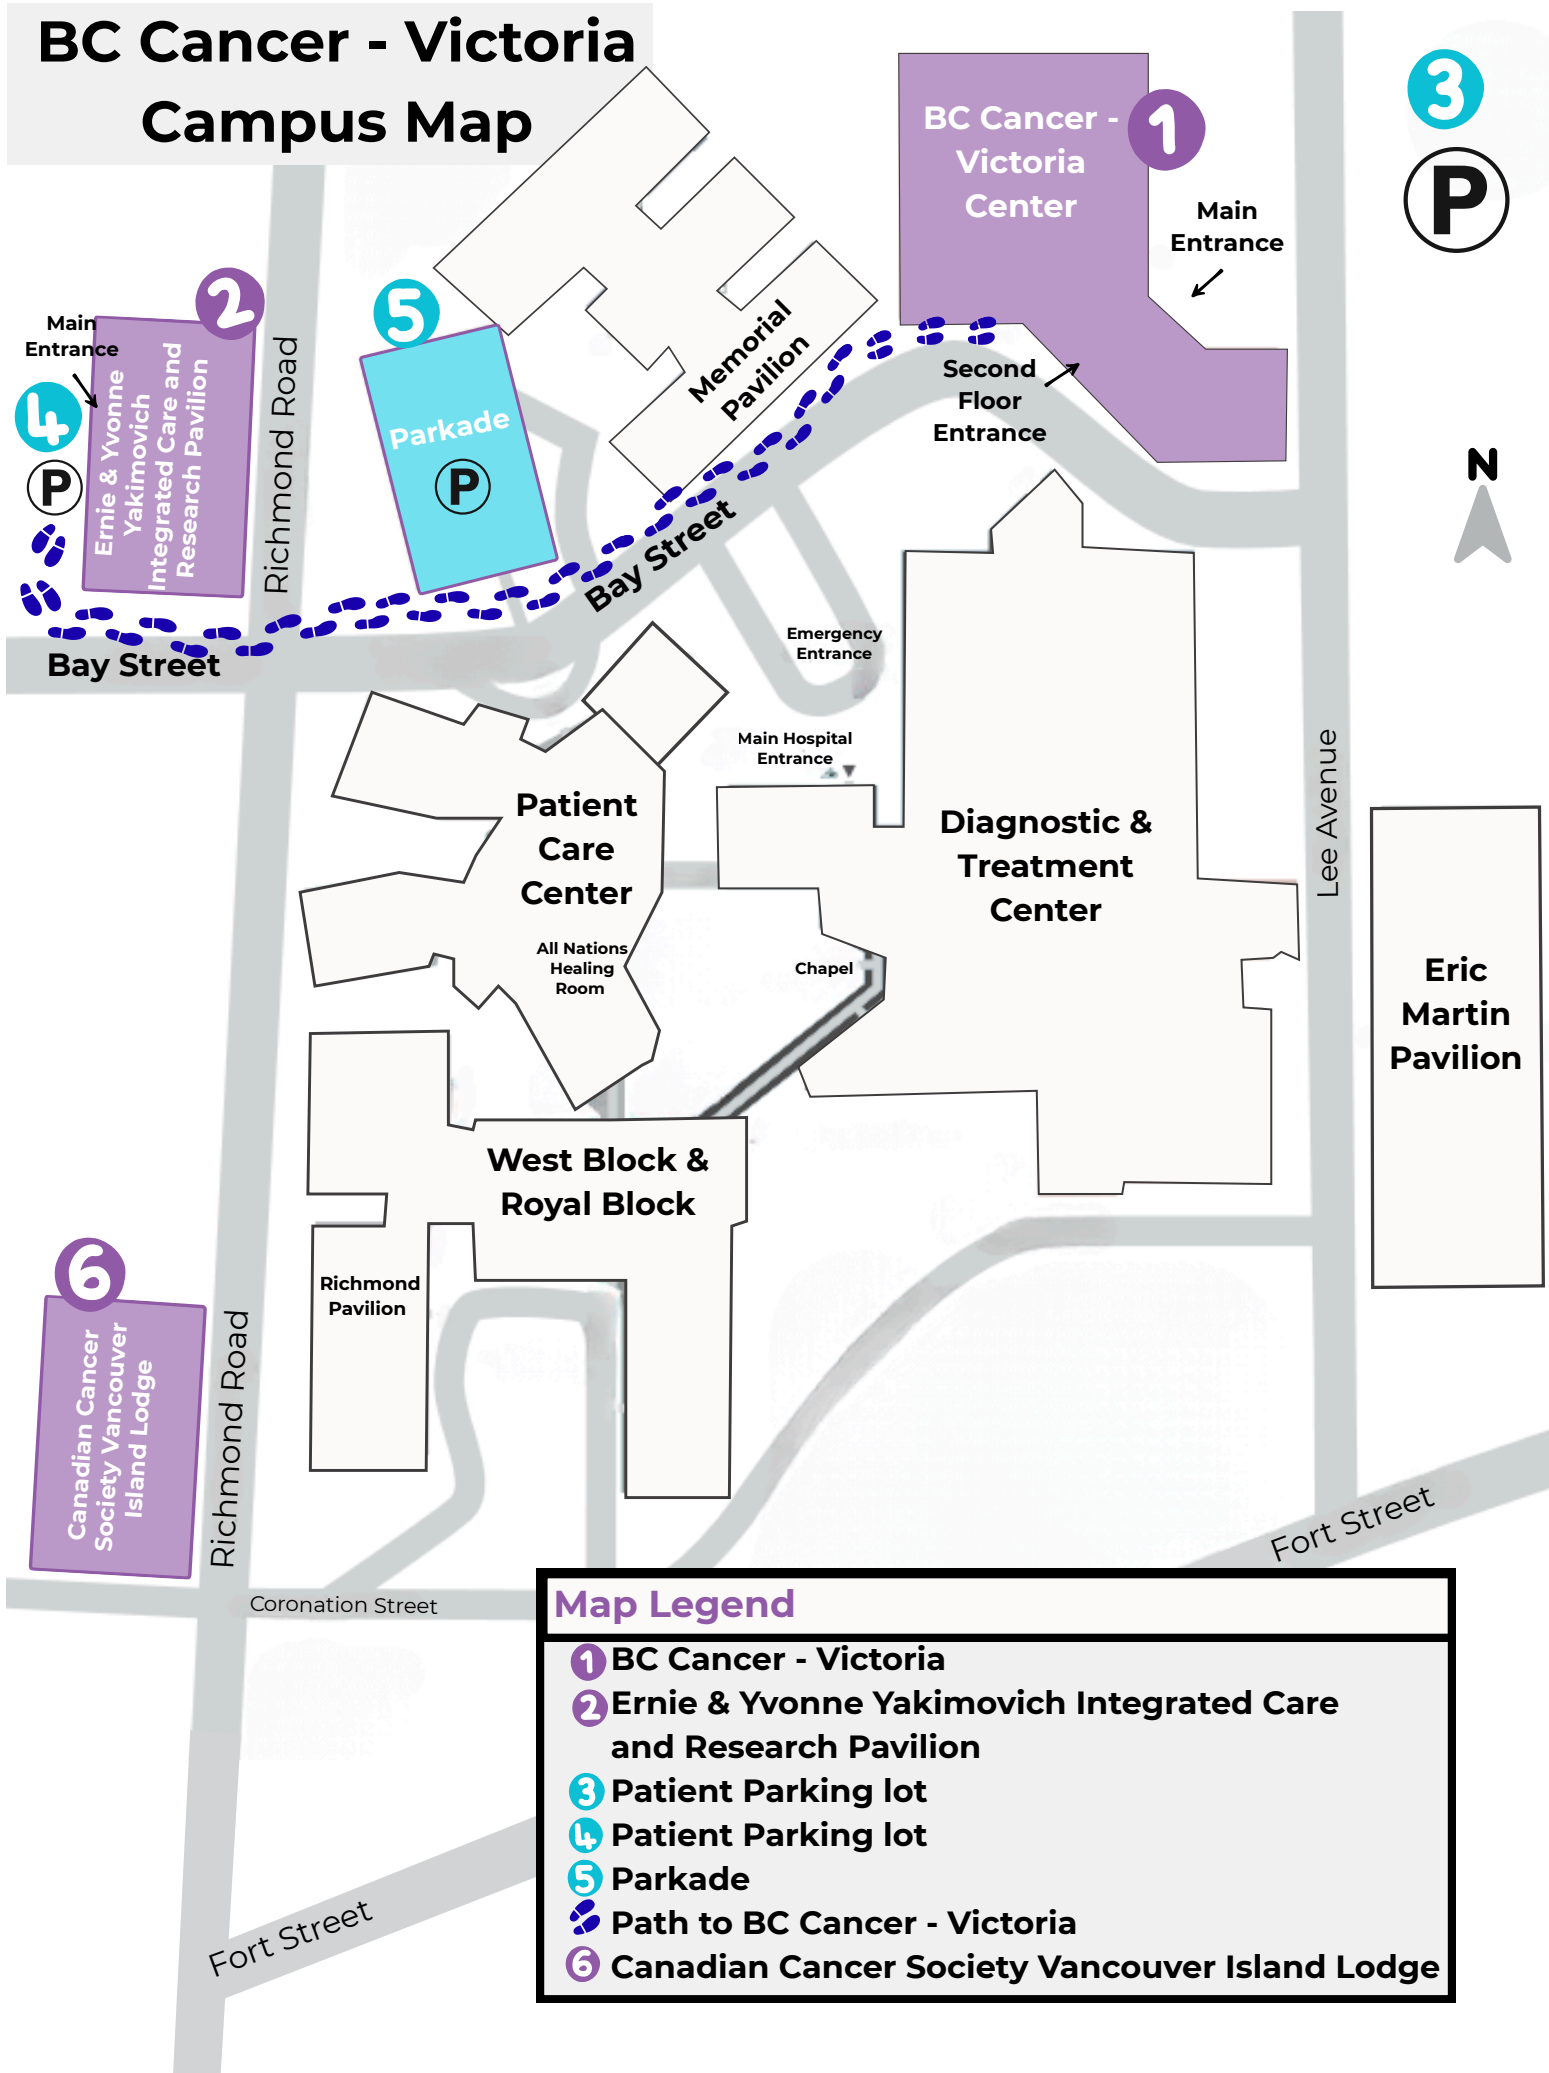 BC Cancer - Victoria
Campus Map
3
P
BC Cancer -
Victoria
Center
1
Main
Entrance
2
Main
Entrance
Ernie & Yvonne
Yakimovich
Integrated Care and
Research Pavilion
4
P
Richmond Road
5
Parkade
P
Memorial
Pavilion
Second
Floor
Entrance
N
Bay Street
Bay Street
Emergency
Entrance
Main Hospital
Entrance
Patient
Care
Center
All Nations
Healing
Room
Diagnostic &
Treatment
Center
Chapel
Lee Avenue
Eric
Martin
Pavilion
West Block &
Royal Block
Richmond
Pavilion
6
Canadian Cancer
Society Vancouver
Island Lodge
Richmond Road
Fort Street
Coronation Street
Fort Street
Map Legend
1 BC Cancer - Victoria
2 Ernie & Yvonne Yakimovich Integrated Care
and Research Pavilion
3 Patient Parking lot
4 Patient Parking lot
5 Parkade
Path to BC Cancer - Victoria
6 Canadian Cancer Society Vancouver Island Lodge